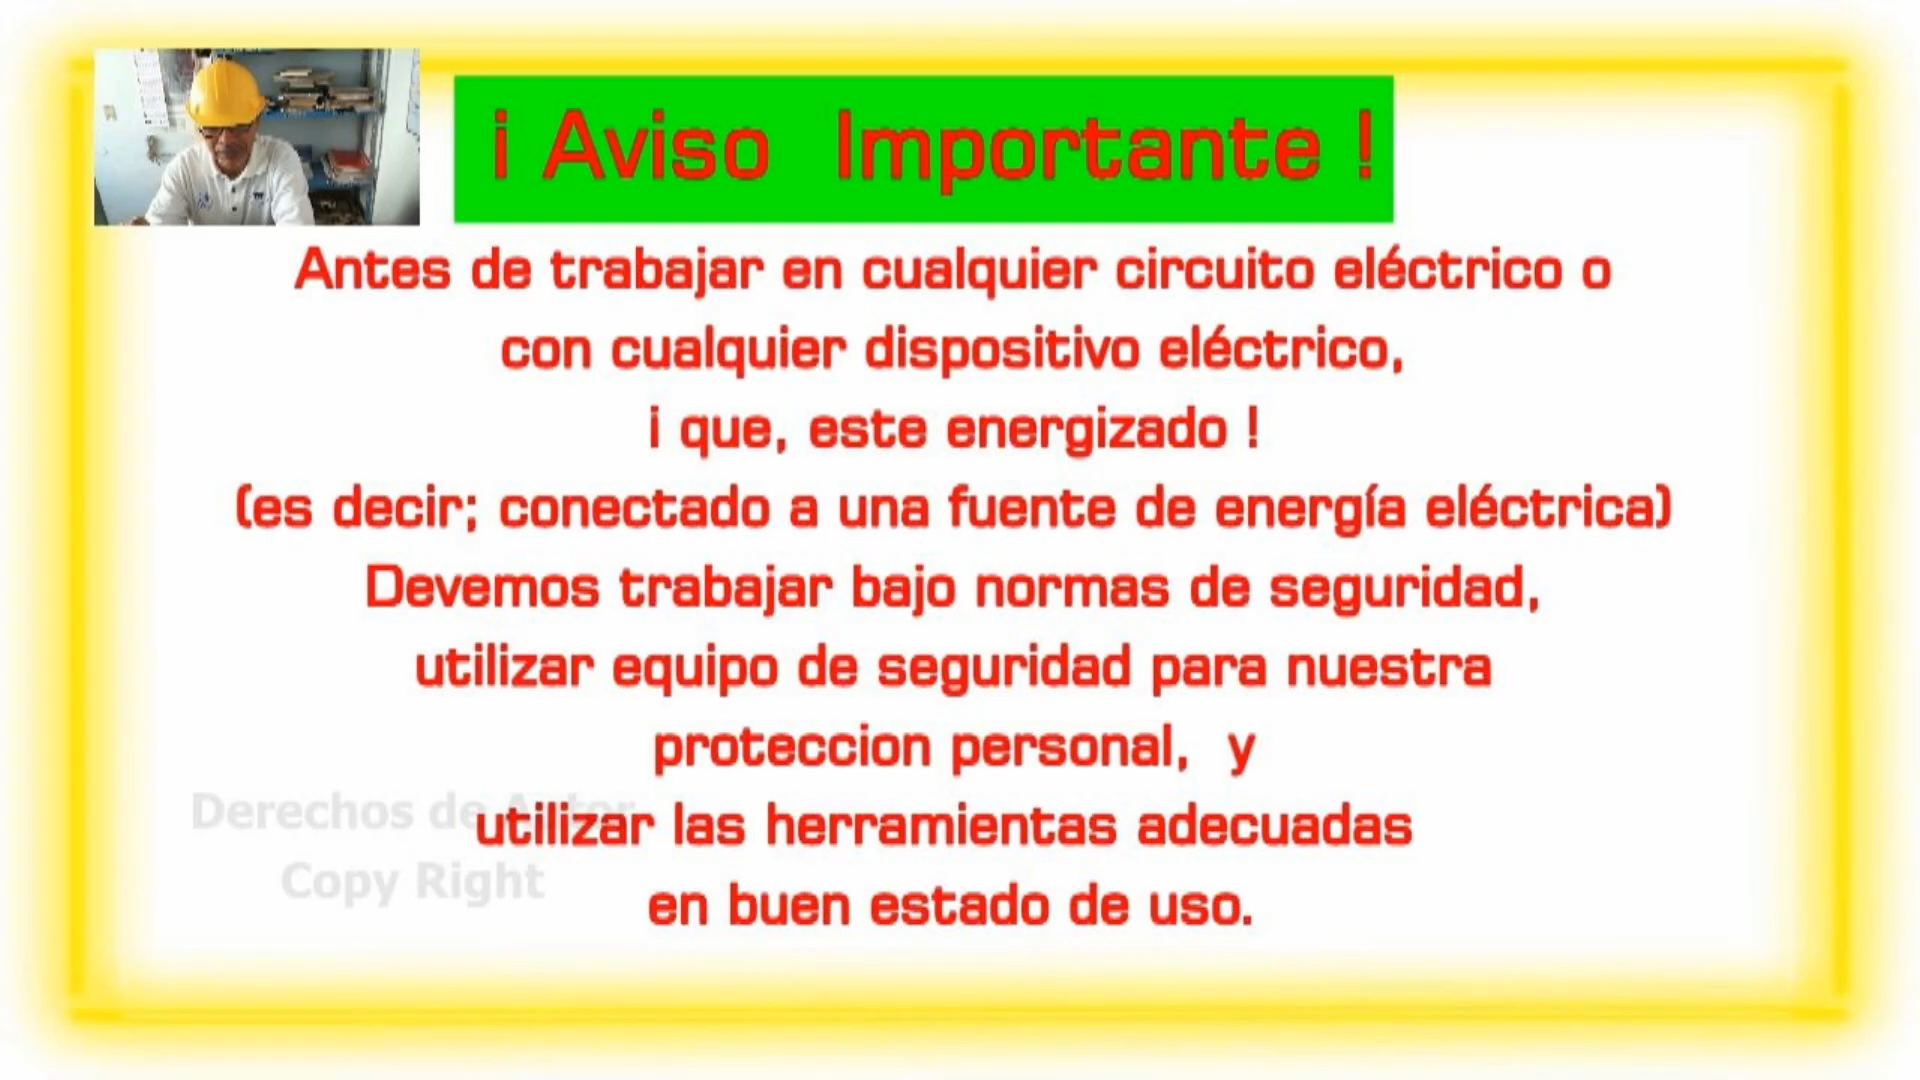 ¡ Aviso Importante !
Antes de trabajar en cualquier circuito eléctrico o
con cualquier dispositivo eléctrico,
¡ que, este energizado !
(es decir; conectado a una fuente de energía eléctrica)
Devemos trabajar bajo normas de seguridad,
utilizar equipo de seguridad para nuestra
proteccion personal, y
utilizar las herramientas adecuadas
en buen estado de uso.
Derechos de Autor
Copy Right